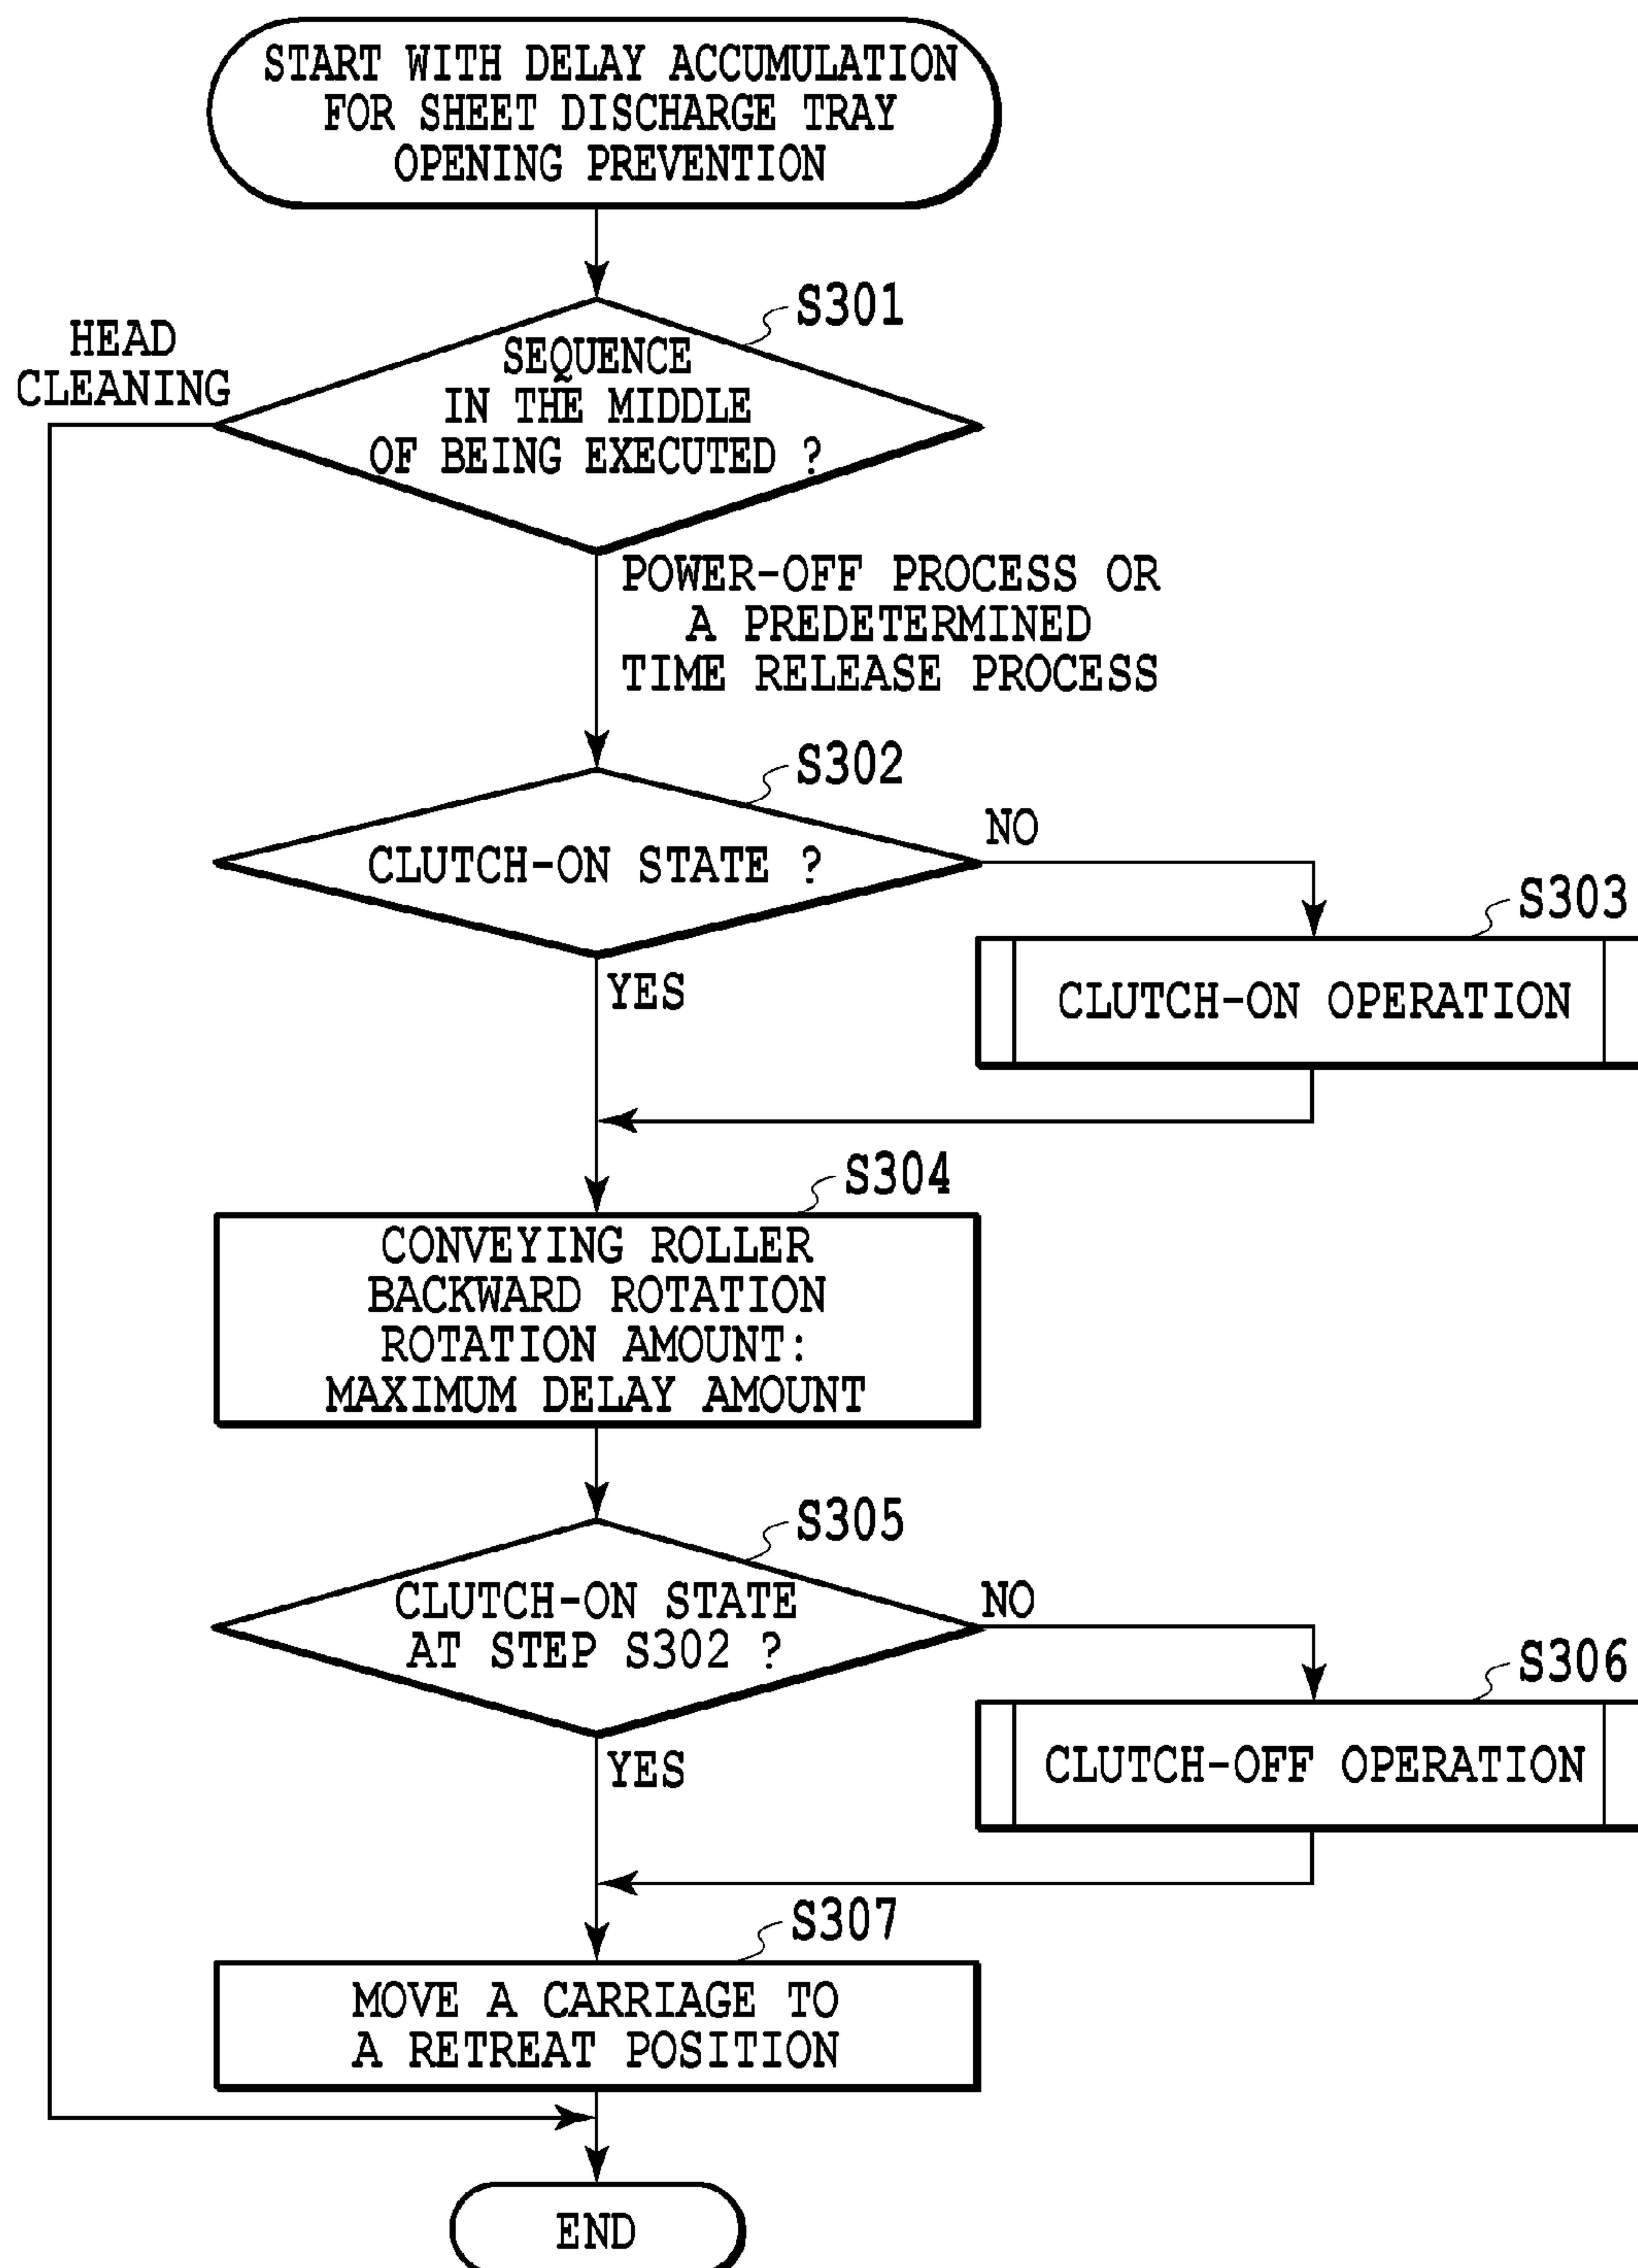 START WITH DELAY ACCUMULATION
FOR SHEET DISCHARGE TRAY
OPENING PREVENTION
S301
HEAD
CLEANING
SEQUENCE
IN THE MIDDLE
OF BEING EXECUTED ?
POWER-OFF PROCESS OR
A PREDETERMINED
TIME RELEASE PROCESS
S302
CLUTCH-ON STATE ?
NO
S303
CLUTCH-ON OPERATION
YES
S304
CONVEYING ROLLER
BACKWARD ROTATION
ROTATION AMOUNT:
MAXIMUM DELAY AMOUNT
S305
CLUTCH-ON STATE
AT STEP S302 ?
NO
S306
CLUTCH-OFF OPERATION
YES
S307
MOVE A CARRIAGE TO
A RETREAT POSITION
END